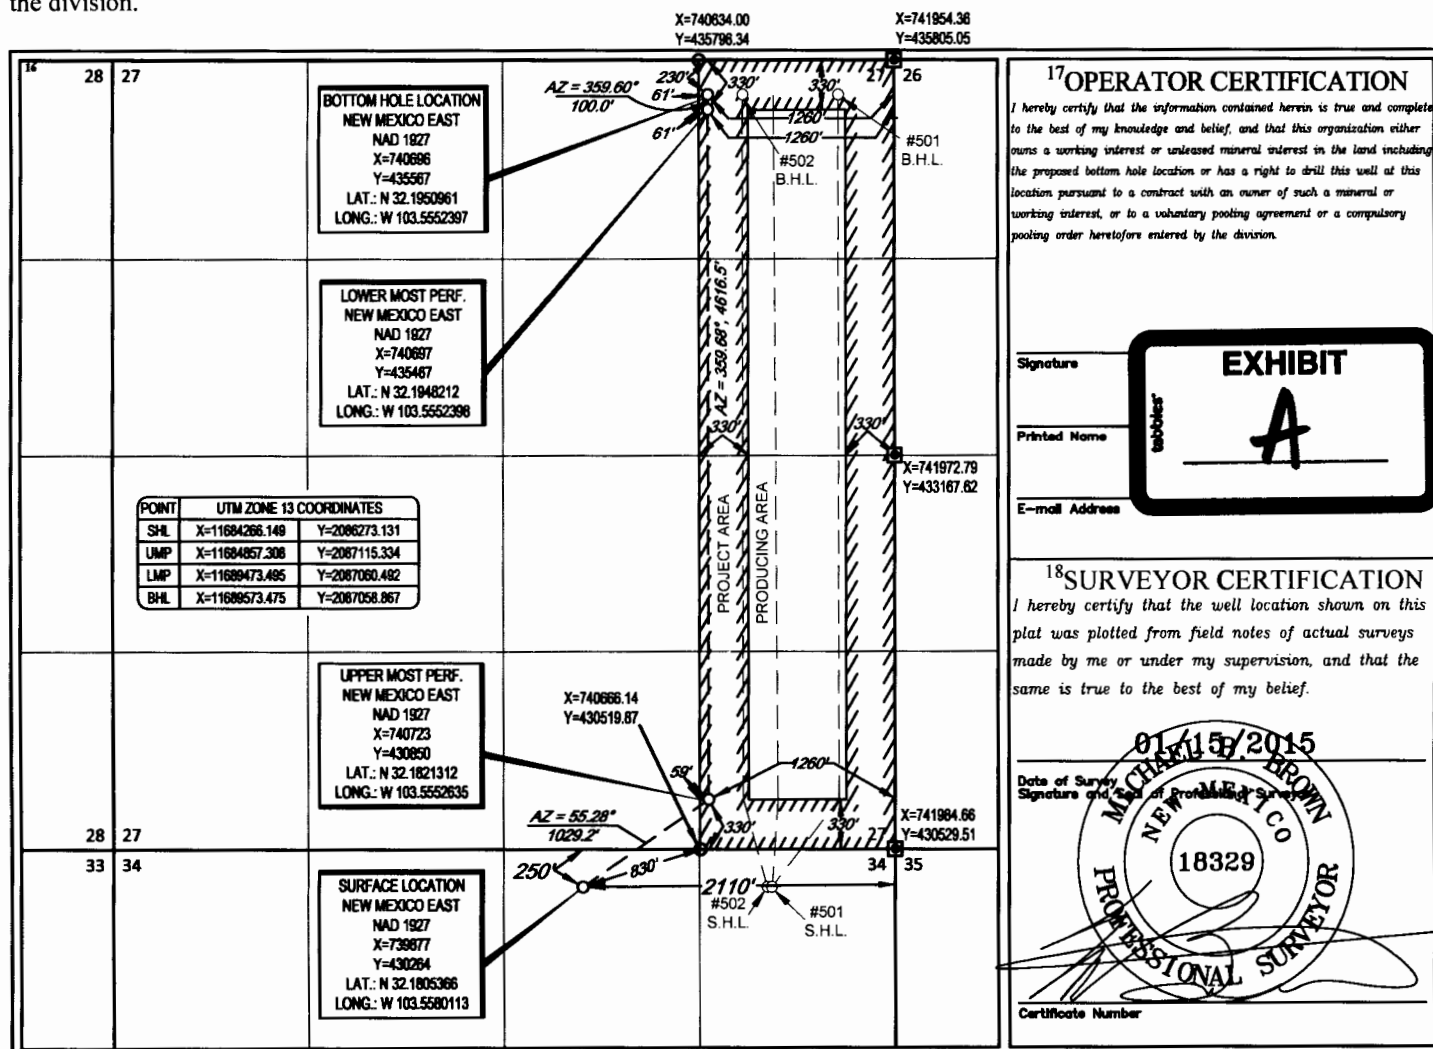 the division.
X=740634.00
Y=435796.34
X=741954.36
Y=435805.05
16
28 27
27 26
BOTTOM HOLE LOCATION
NEW MEXICO EAST
NAD 1927
X=740696
Y=435567
LAT.: N 32.1950961
LONG.: W 103.5552397
AZ = 359.60°
100.0'
230'
61'
61'
330'
330'
1260'
1260'
#502
B.H.L.
#501
B.H.L.
LOWER MOST PERF.
NEW MEXICO EAST
NAD 1927
X=740697
Y=435467
LAT.: N 32.1948212
LONG.: W 103.5552398
AZ = 359.68°, 4616.5'
330'
330'
X=741972.79
Y=433167.62
PROJECT AREA
PRODUCING AREA
POINT UTM ZONE 13 COORDINATES
SHL X=11684266.149 Y=2086273.131
UMP X=11684857.308 Y=2087115.334
LMP X=11689473.495 Y=2087060.492
BHL X=11689573.475 Y=2087058.867
UPPER MOST PERF.
NEW MEXICO EAST
NAD 1927
X=740723
Y=430850
LAT.: N 32.1821312
LONG.: W 103.5552635
X=740666.14
Y=430519.87
59'
1260'
AZ = 55.28°
1029.2'
330'
330'
X=741984.66
Y=430529.51
28 27
33 34
27
34 35
250'
830'
2110'
#502
S.H.L.
#501
S.H.L.
SURFACE LOCATION
NEW MEXICO EAST
NAD 1927
X=739877
Y=430264
LAT.: N 32.1805366
LONG.: W 103.5580113
17 OPERATOR CERTIFICATION
I hereby certify that the information contained herein is true and complete
to the best of my knowledge and belief, and that this organization either
owns a working interest or unleased mineral interest in the land including
the proposed bottom hole location or has a right to drill this well at this
location pursuant to a contract with an owner of such a mineral or
working interest, or to a voluntary pooling agreement or a compulsory
pooling order heretofore entered by the division.
Signature
Printed Name
E-mail Address
EXHIBIT
A
tabbies®
18 SURVEYOR CERTIFICATION
I hereby certify that the well location shown on this
plat was plotted from field notes of actual surveys
made by me or under my supervision, and that the
same is true to the best of my belief.
01/15/2015
Date of Survey
Signature and Seal of Professional Surveyor
MICHAEL B. BROWN
NEW MEXICO
18329
PROFESSIONAL SURVEYOR
Certificate Number